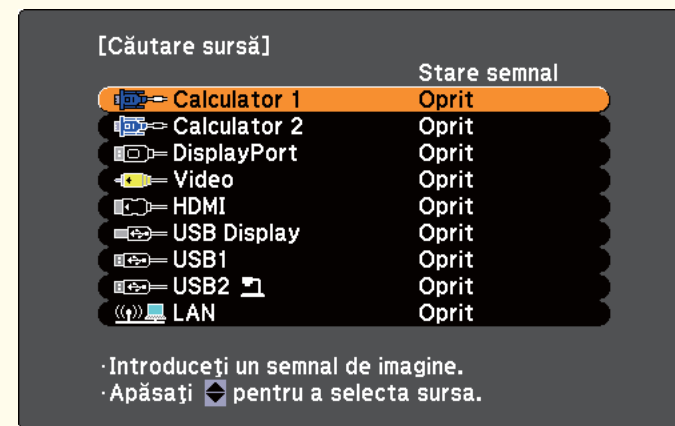 [Căutare sursă]
Stare semnal
Calculator 1 Oprit
Calculator 2 Oprit
DisplayPort Oprit
Video Oprit
HDMI Oprit
USB Display Oprit
USB1 Oprit
USB2 Oprit
LAN Oprit
·Introduceţi un semnal de imagine.
·Apăsaţi pentru a selecta sursa.